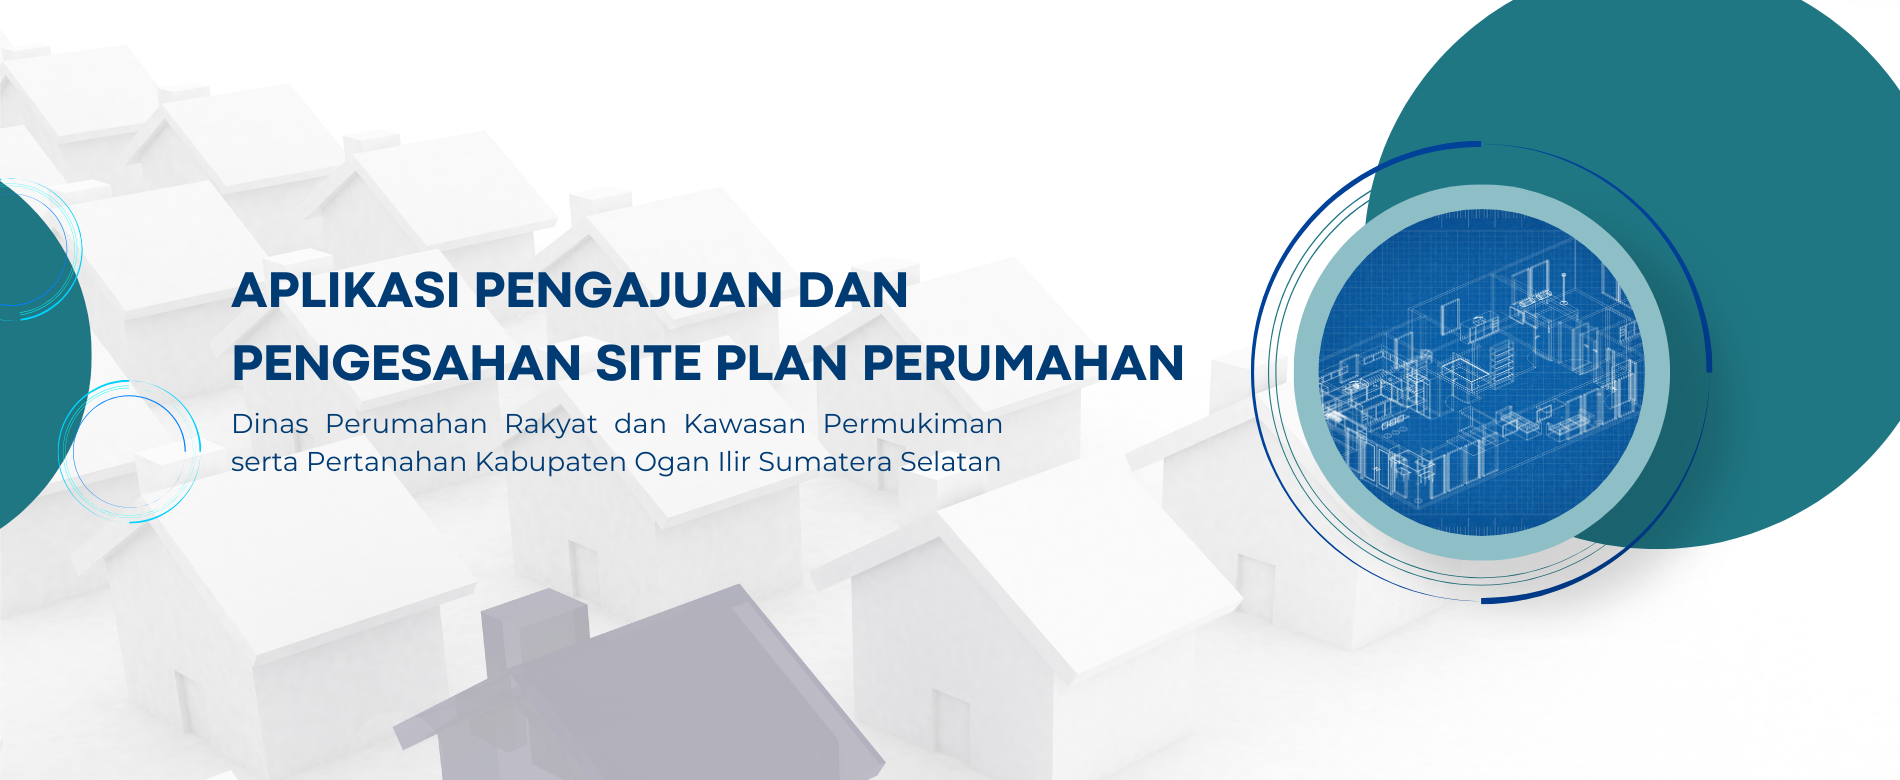 APLIKASI PENGAJUAN DAN
PENGESAHAN SITE PLAN PERUMAHAN
Dinas Perumahan Rakyat dan Kawasan Permukiman
serta Pertanahan Kabupaten Ogan Ilir Sumatera Selatan